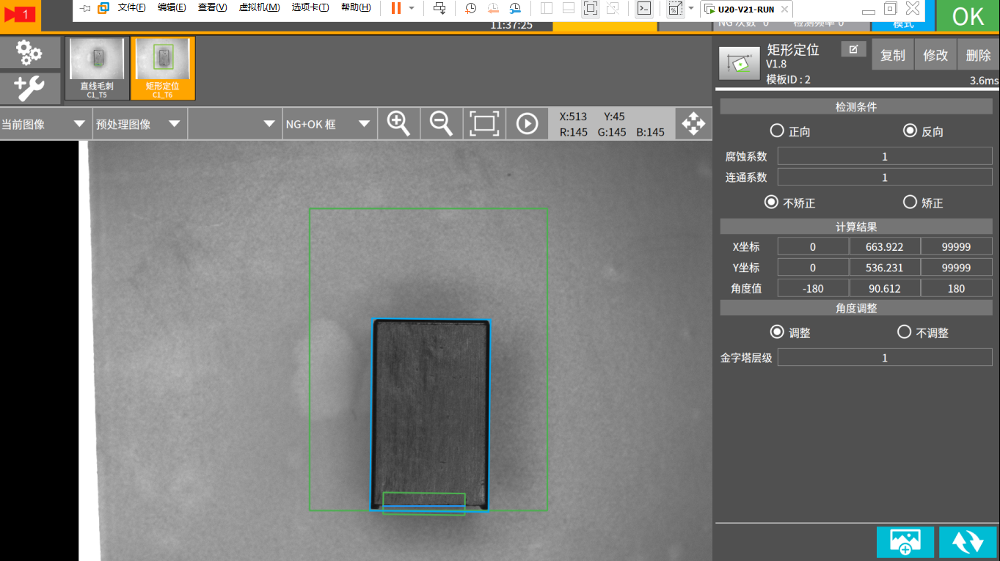 1
文件(F) 编辑(E) 查看(V) 虚拟机(M) 选项卡(T) 帮助(H)
U20-V21-RUN
11:37:25
NG 次数 0 检测频率 0
模式
OK
直线毛刺
C1_T5
矩形定位
C1_T6
当前图像
预处理图像
NG+OK 框
X:513 Y:45
R:145 G:145 B:145
矩形定位
V1.8
模板ID : 2
复制
修改
删除
3.6ms
检测条件
正向 反向
腐蚀系数 1
连通系数 1
不矫正 矫正
计算结果
X坐标 0 663.922 99999
Y坐标 0 536.231 99999
角度值 -180 90.612 180
角度调整
调整 不调整
金字塔层级 1